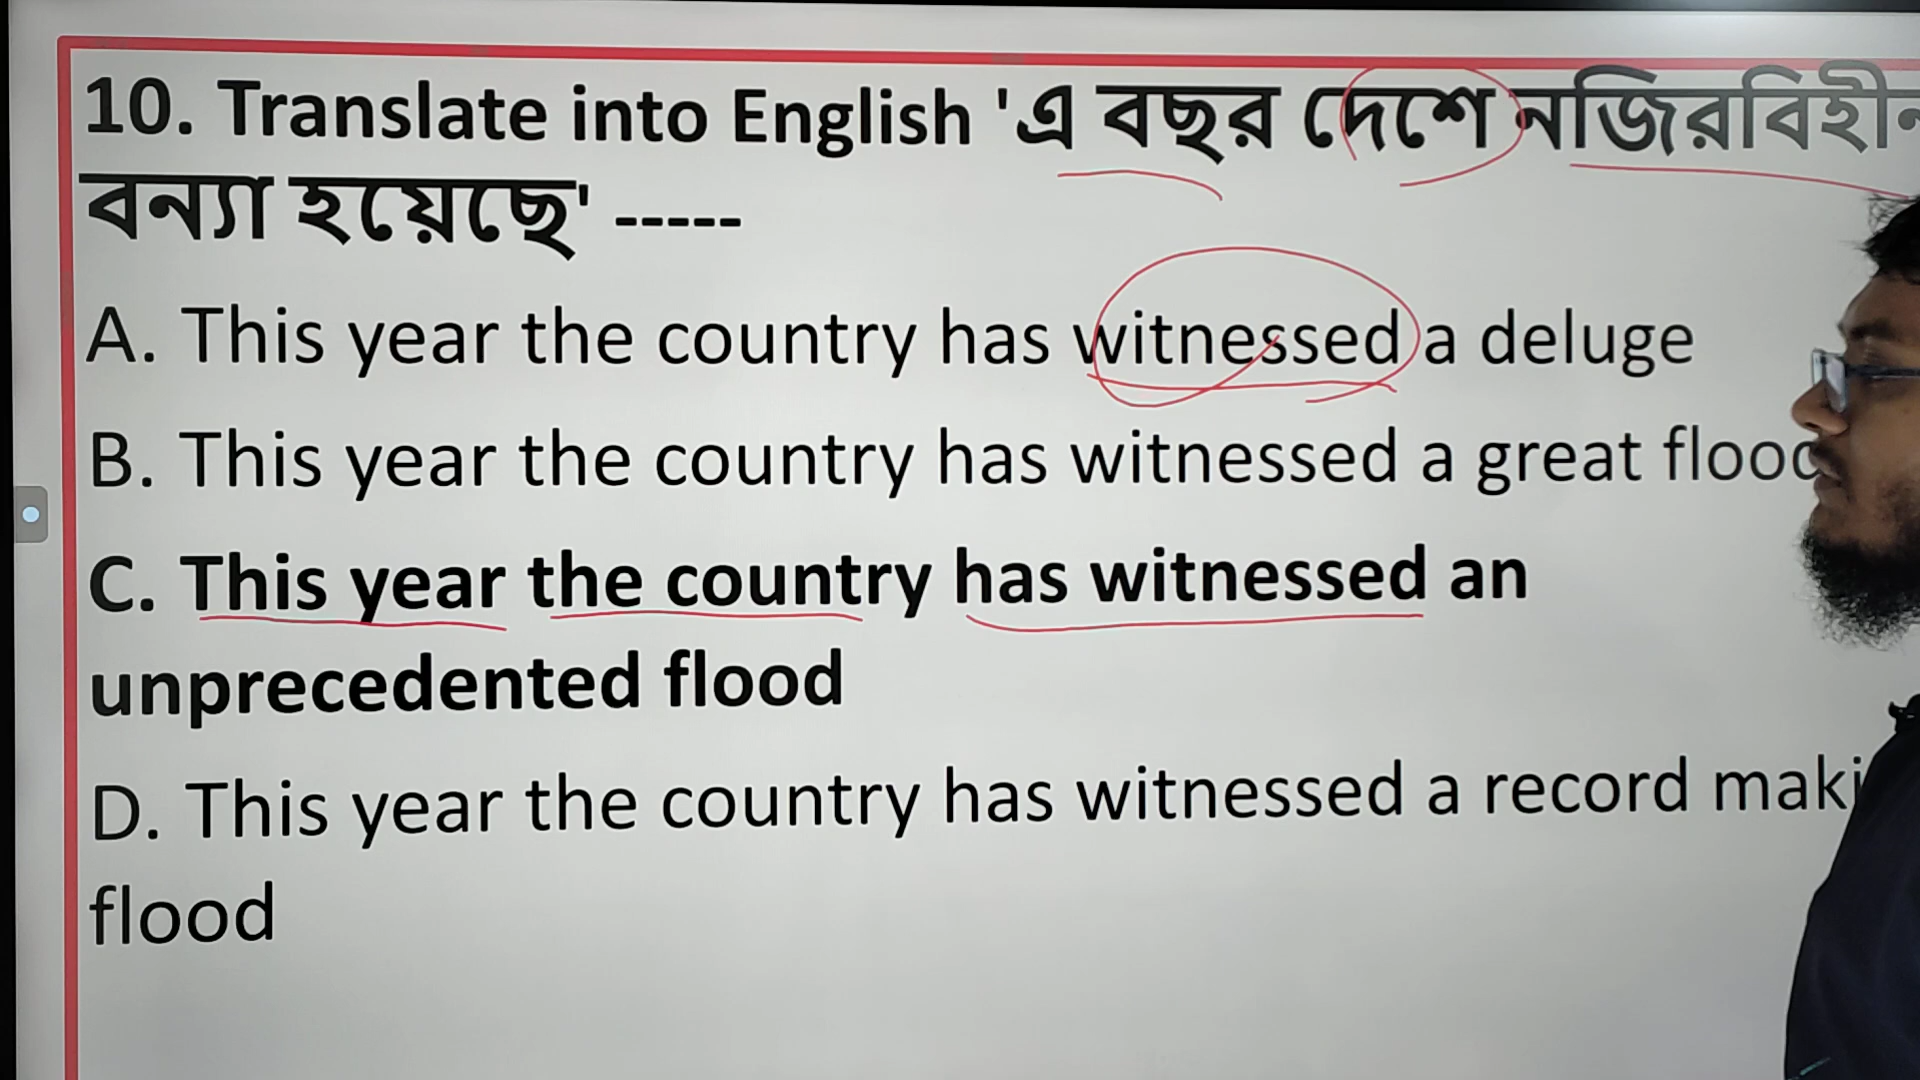 10. Translate into English 'এ বছর দেশে নজিরবিহীন
বন্যা হয়েছে' -----
A. This year the country has witnessed a deluge
B. This year the country has witnessed a great flood
C. This year the country has witnessed an
unprecedented flood
D. This year the country has witnessed a record
flood